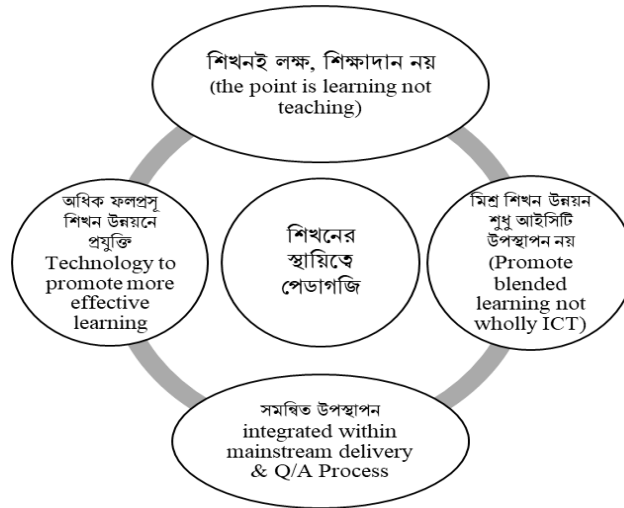 শিখনই লক্ষ, শিক্ষাদান নয়
(the point is learning not
teaching)
অধিক ফলপ্রসূ
শিখন উন্নয়নে
প্রযুক্তি
Technology to
promote more
effective
learning
শিখনের
স্থায়িত্বে
পেডাগজি
মিশ্র শিখন উন্নয়ন
শুধু আইসিটি
উপস্থাপন নয়
(Promote
blended
learning not
wholly ICT)
সমন্বিত উপস্থাপন
integrated within
mainstream delivery
& Q/A Process